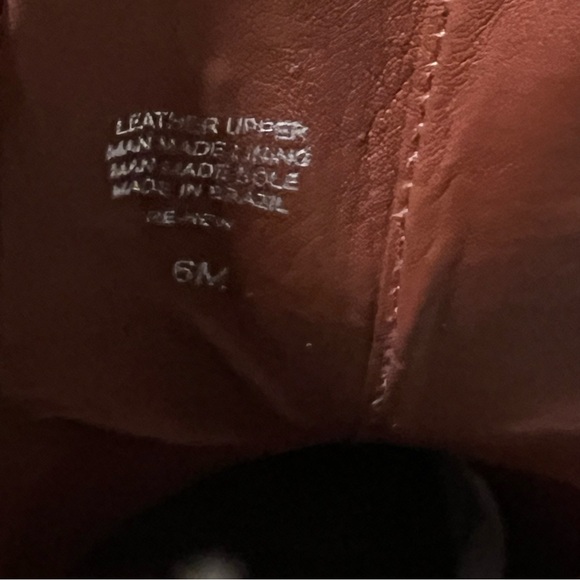 LEATHER UPPER
MAN MADE LINING
MAN MADE SOLE
MADE IN BRAZIL
6M